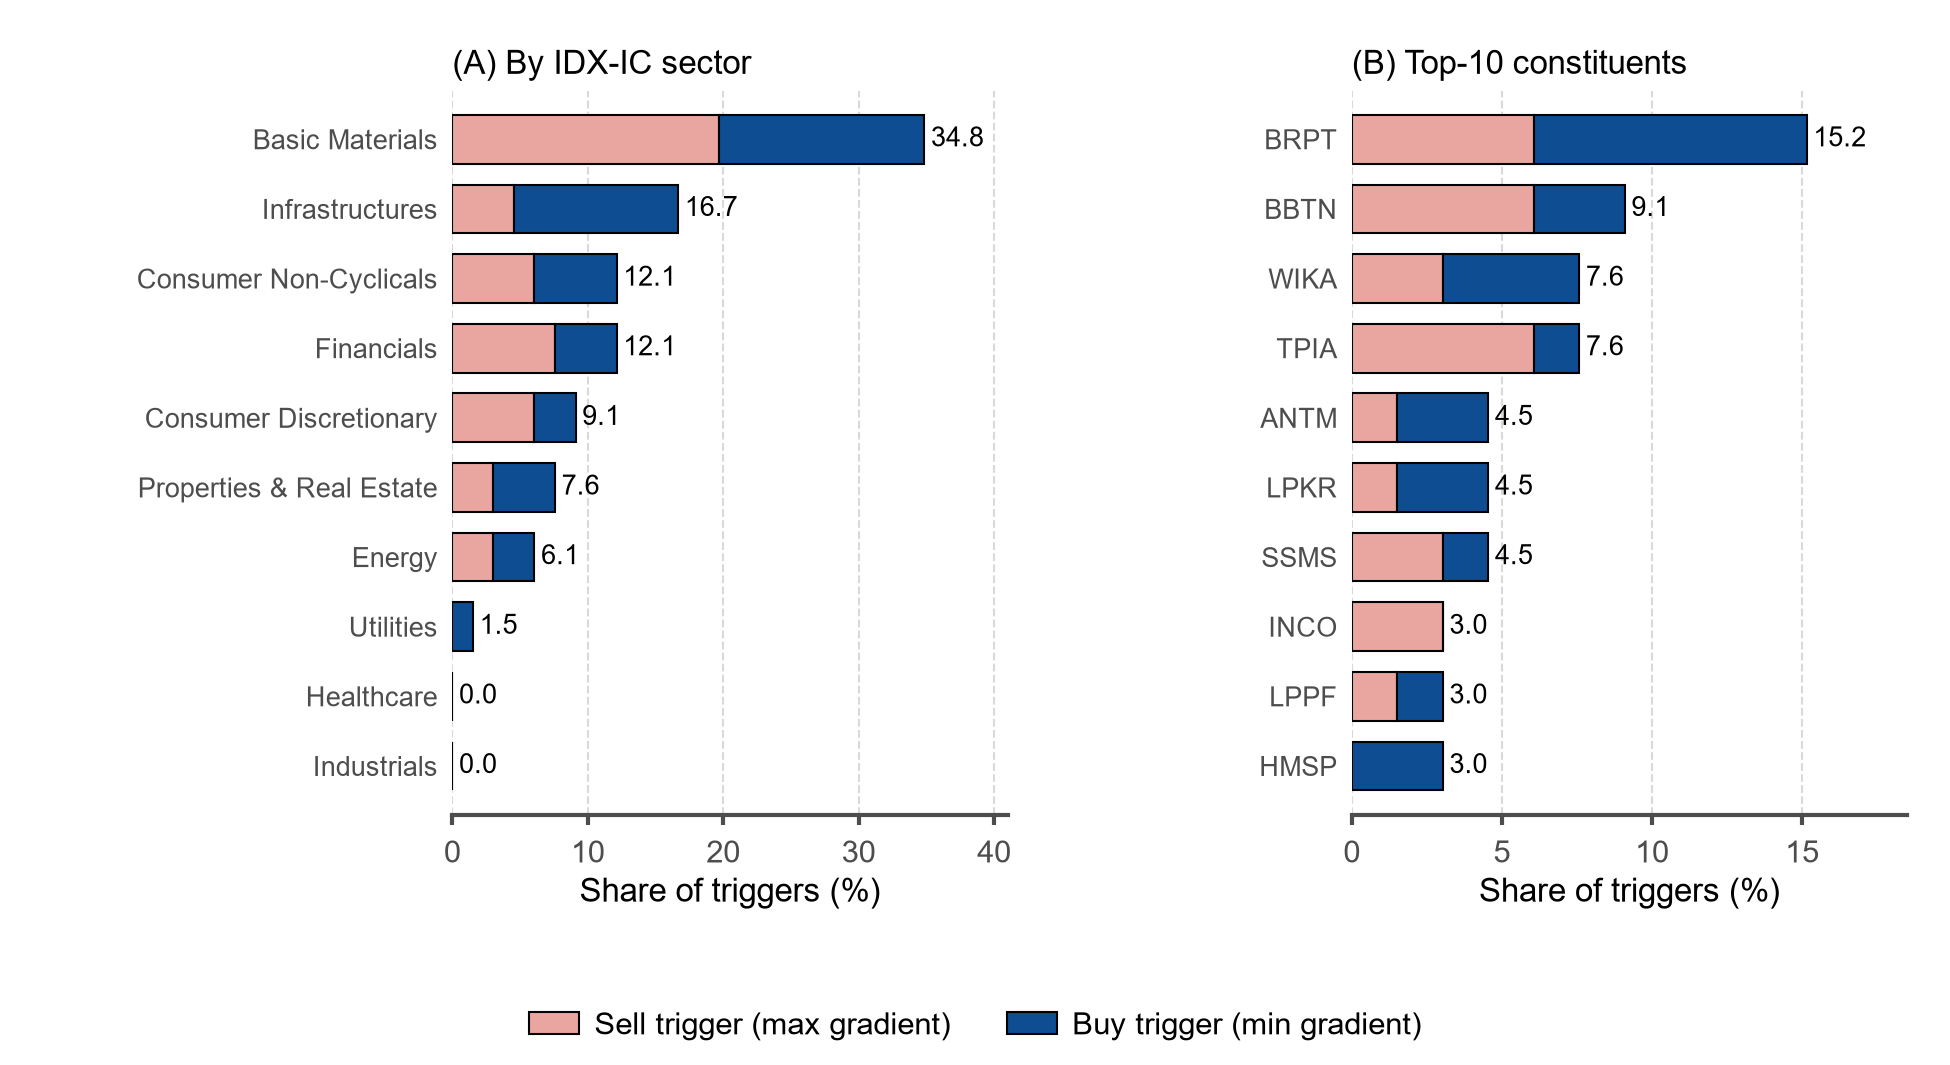 (A) By IDX-IC sector
Basic Materials 34.8
Infrastructures 16.7
Consumer Non-Cyclicals 12.1
Financials 12.1
Consumer Discretionary 9.1
Properties & Real Estate 7.6
Energy 6.1
Utilities 1.5
Healthcare 0.0
Industrials 0.0
0 10 20 30 40
Share of triggers (%)
(B) Top-10 constituents
BRPT 15.2
BBTN 9.1
WIKA 7.6
TPIA 7.6
ANTM 4.5
LPKR 4.5
SSMS 4.5
INCO 3.0
LPPF 3.0
HMSP 3.0
0 5 10 15
Share of triggers (%)
Sell trigger (max gradient) Buy trigger (min gradient)